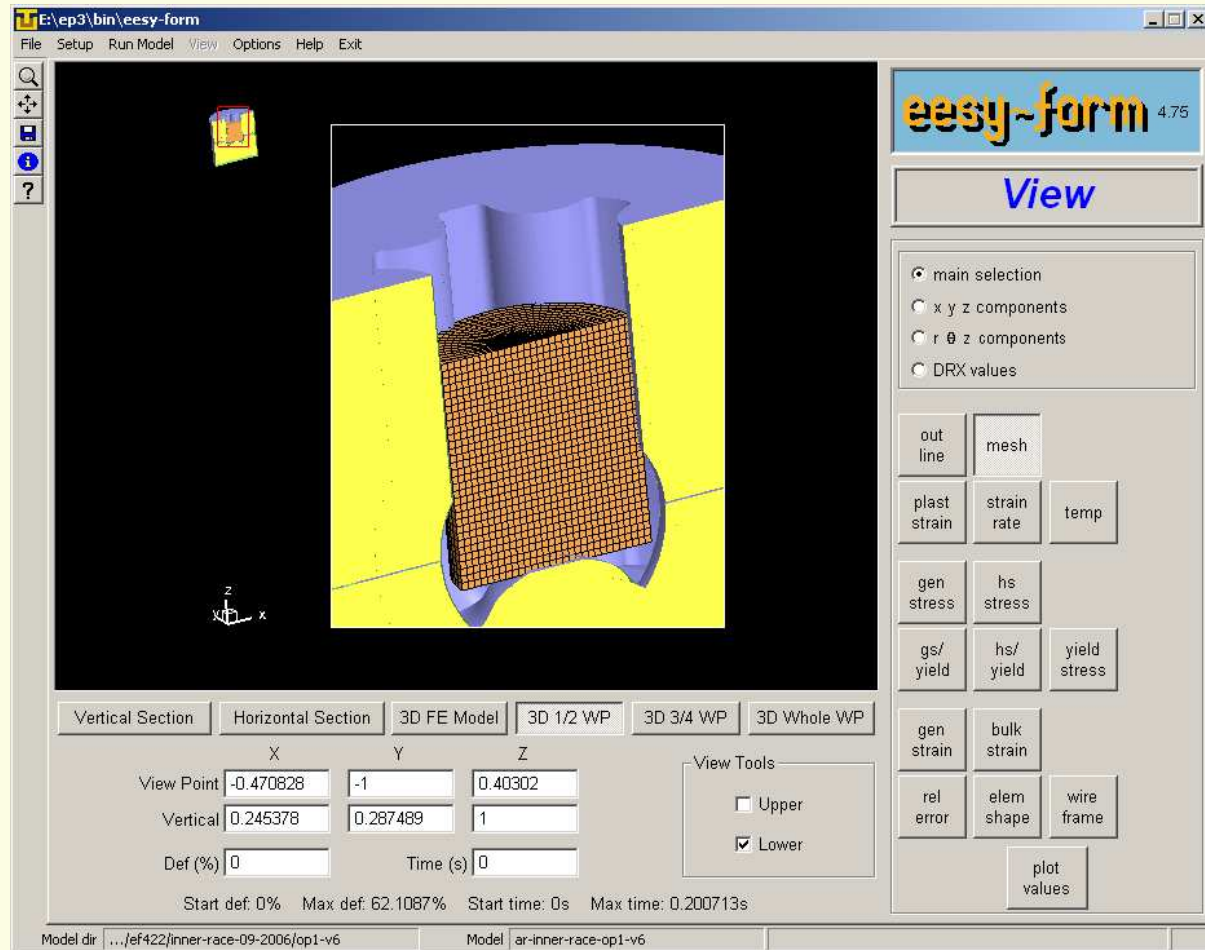 E:\ep3\bin\eesy-form
File Setup Run Model View Options Help Exit
eesy-form 4.75
View
main selection
x y z components
r θ z components
DRX values
out line
mesh
plast strain
strain rate
temp
gen stress
hs stress
gs/ yield
hs/ yield
yield stress
gen strain
bulk strain
rel error
elem shape
wire frame
plot values
z
x
Vertical Section
Horizontal Section
3D FE Model
3D 1/2 WP
3D 3/4 WP
3D Whole WP
X Y Z
View Point -0.470828 -1 0.40302
Vertical 0.245378 0.287489 1
Def (%) 0 Time (s) 0
View Tools
Upper
Lower
Start def: 0% Max def: 62.1087% Start time: 0s Max time: 0.200713s
Model dir .../ef422/inner-race-09-2006/op1-v6 Model ar-inner-race-op1-v6